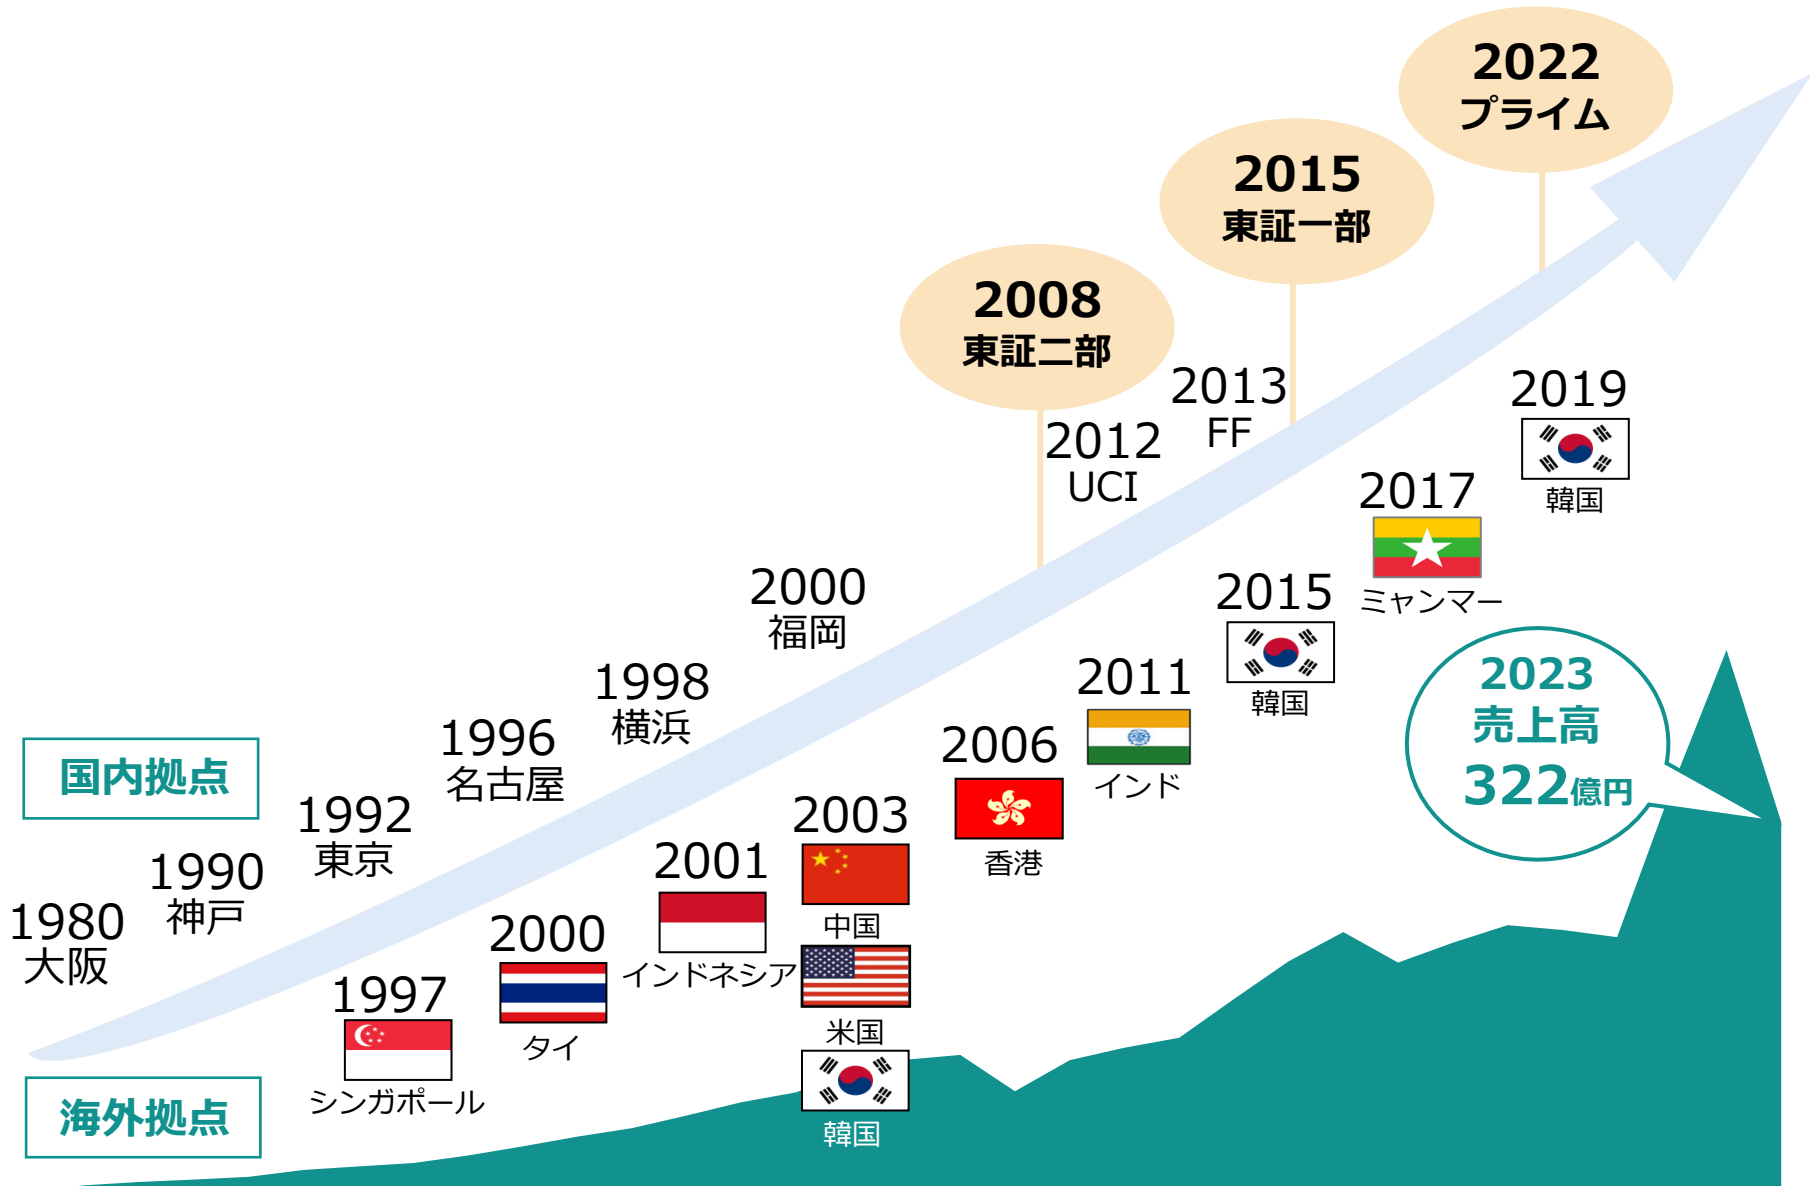 2022
プライム
2015
東証一部
2008
東証二部
2013
FF
2012
UCI
2019
韓国
2017
ミャンマー
2015
韓国
2011
インド
2006
香港
2003
中国
米国
韓国
2001
インドネシア
2000
タイ
1997
シンガポール
2000
福岡
1998
横浜
1996
名古屋
1992
東京
1990
神戸
1980
大阪
国内拠点
海外拠点
2023
売上高
322億円